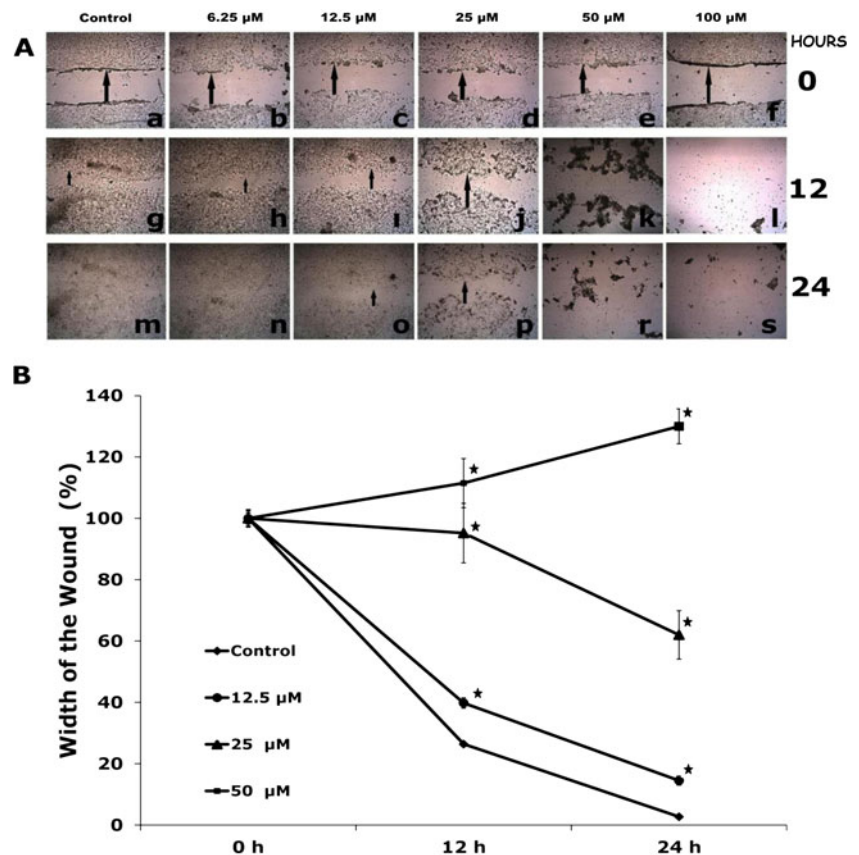 Control 6.25 µM 12.5 µM 25 µM 50 µM 100 µM
A HOURS
0
a b c d e f
12
g h ı j k l
24
m n o p r s
B
140
120
100
80
60
40
20
0
Width of the Wound (%)
Control
12.5 µM
25 µM
50 µM
0 h 12 h 24 h